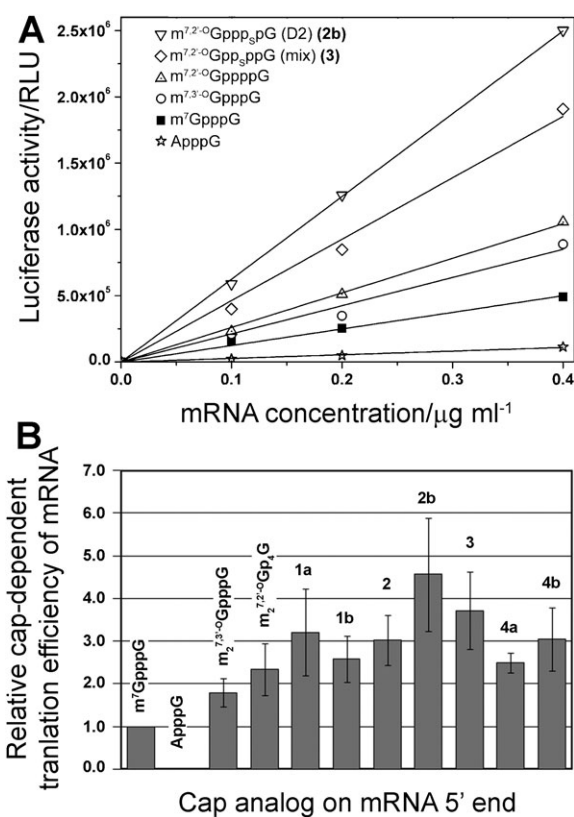 A
2.5x10⁶
2.0x10⁶
1.5x10⁶
1.0x10⁶
5.0x10⁵
0.0
Luciferase activity/RLU
m⁷,²'⁻ᴼGpppₛpG (D2) (2b)
m⁷,²'⁻ᴼGppₛppG (mix) (3)
m⁷,²'⁻ᴼGppppG
m⁷,³'⁻ᴼGpppG
m⁷GpppG
ApppG
0.0 0.1 0.2 0.3 0.4
mRNA concentration/μg ml⁻¹
B
7.0
6.0
5.0
4.0
3.0
2.0
1.0
0.0
Relative cap-dependent
tranlation efficiency of mRNA
m⁷GpppG
ApppG
m₂⁷,³'⁻ᴼGpppG
m₂⁷,²'⁻ᴼGp₄G
1a
1b
2
2b
3
4a
4b
Cap analog on mRNA 5' end